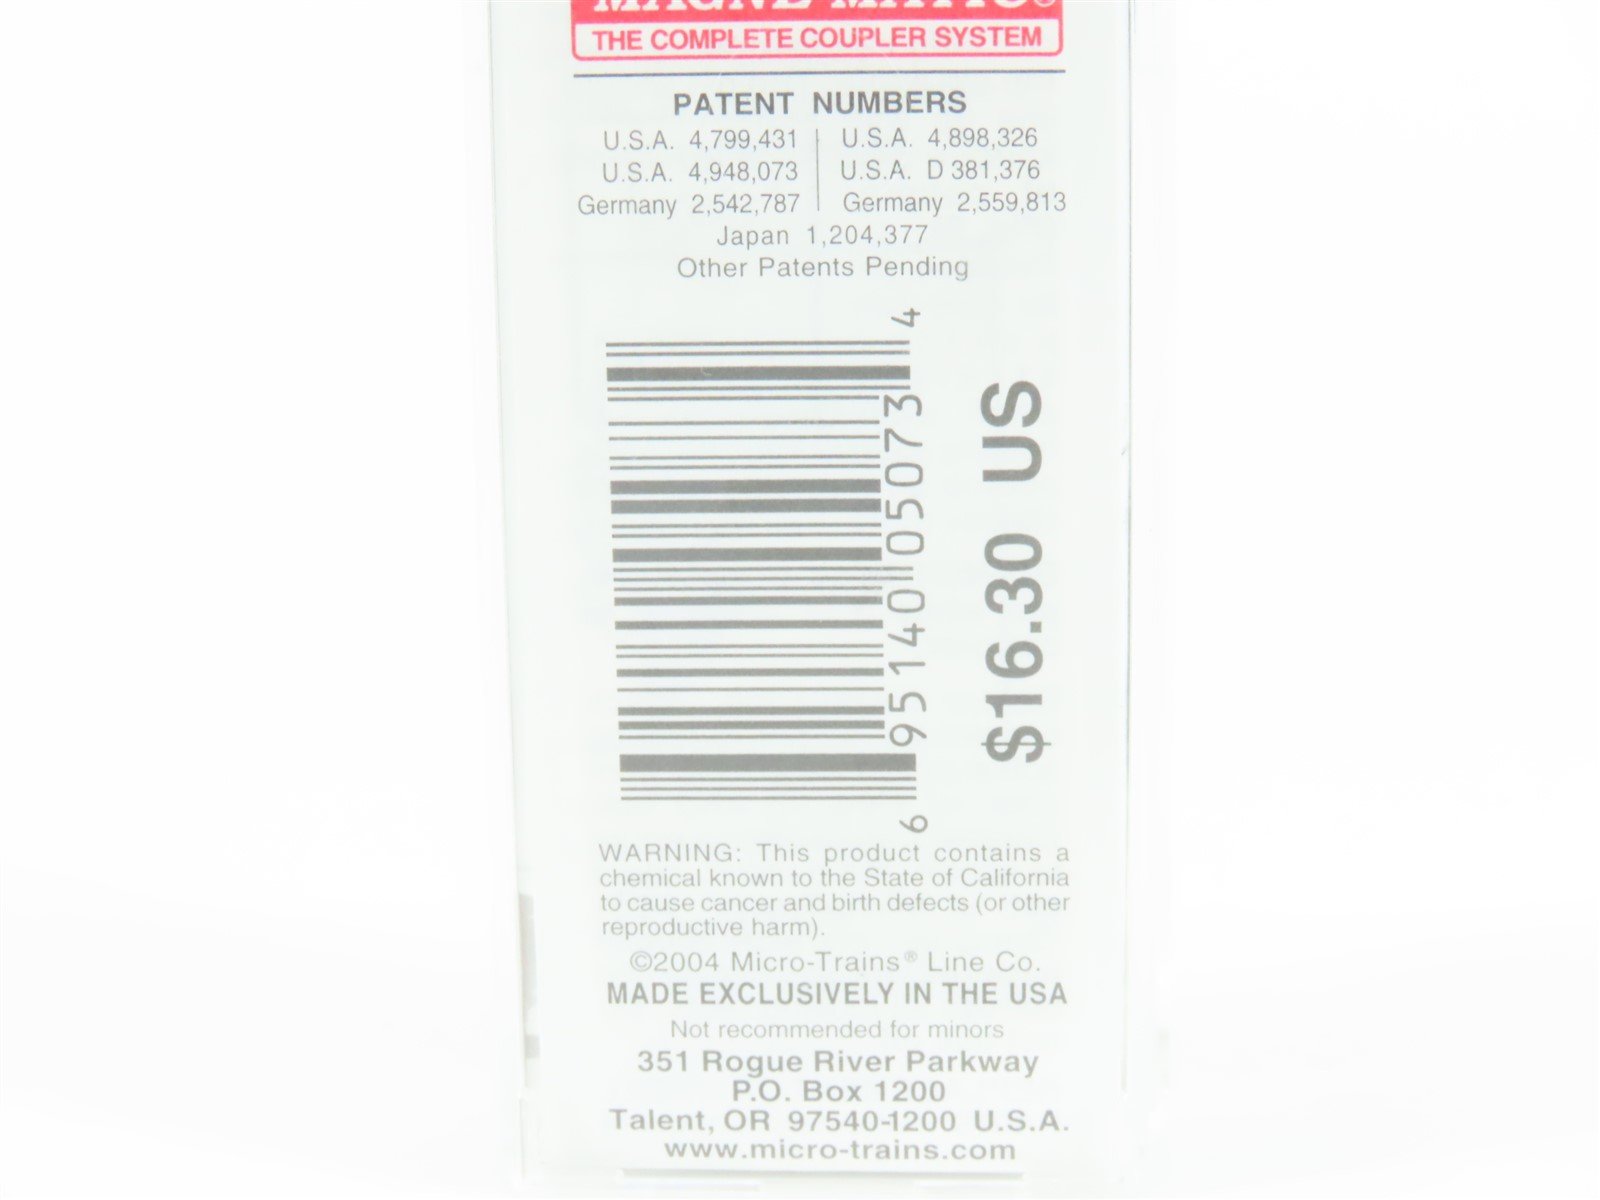 MAGNE-MATIC®
THE COMPLETE COUPLER SYSTEM
PATENT NUMBERS
U.S.A. 4,799,431 U.S.A. 4,898,326
U.S.A. 4,948,073 U.S.A. D 381,376
Germany 2,542,787 Germany 2,559,813
Japan 1,204,377
Other Patents Pending
6 95140 05073 4
$16.30 US
WARNING: This product contains a
chemical known to the State of California
to cause cancer and birth defects (or other
reproductive harm).
©2004 Micro-Trains® Line Co.
MADE EXCLUSIVELY IN THE USA
Not recommended for minors
351 Rogue River Parkway
P.O. Box 1200
Talent, OR 97540-1200 U.S.A.
www.micro-trains.com